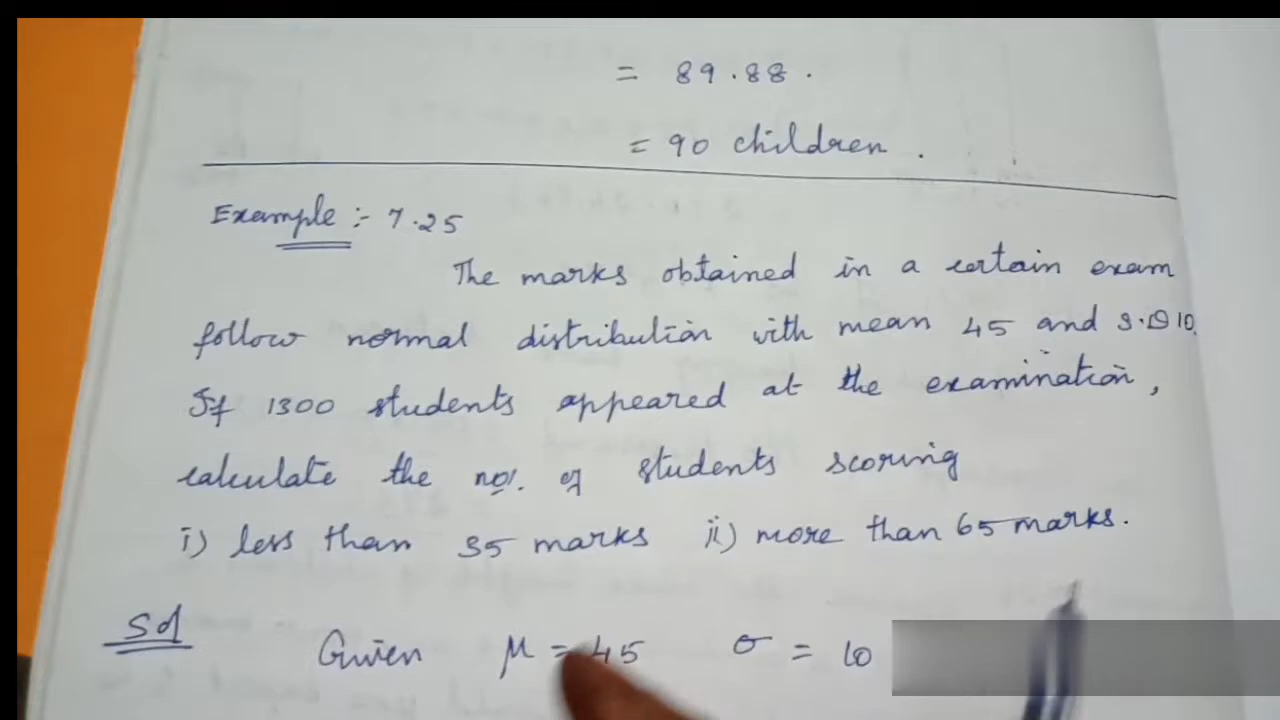 = 89.88.
= 90 children.
Example :- 7.25
The marks obtained in a certain exam
follow normal distribution with mean 45 and S.D 10.
If 1300 students appeared at the examination,
calculate the no. of students scoring
i) less than 35 marks ii) more than 65 marks.
Sol
Given μ = 45 σ = 10